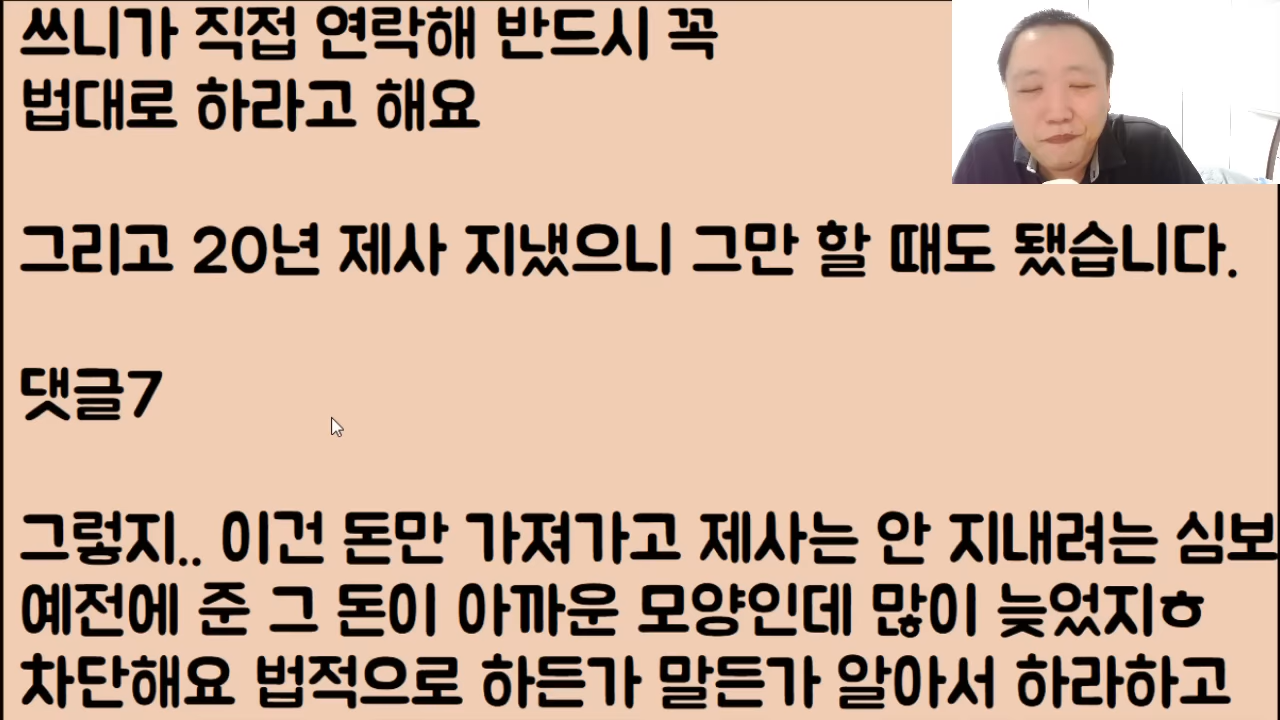 쓰니가 직접 연락해 반드시 꼭
법대로 하라고 해요
그리고 20년 제사 지냈으니 그만 할 때도 됐습니다.
댓글7
그렇지.. 이건 돈만 가져가고 제사는 안 지내려는 심보
예전에 준 그 돈이 아까운 모양인데 많이 늦었지ㅎ
차단해요 법적으로 하든가 말든가 알아서 하라하고